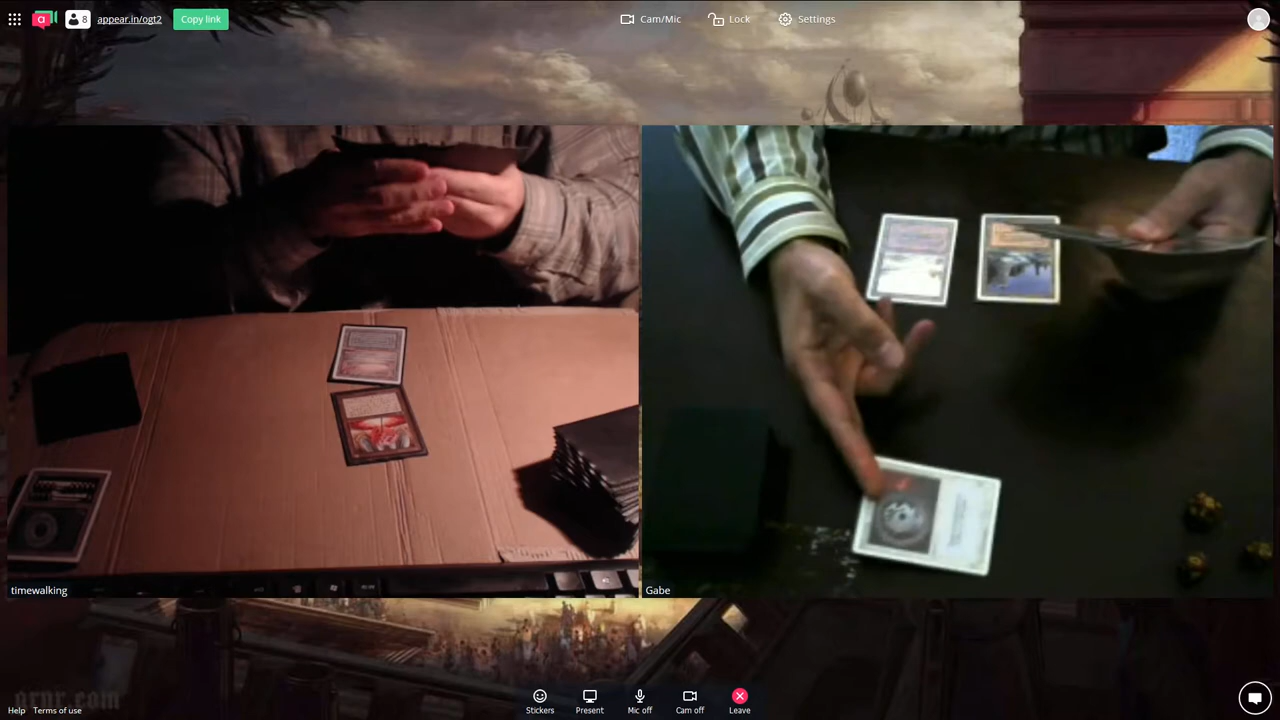 8 appear.in/ogt2 Copy link Cam/Mic Lock Settings
timewalking Gabe
Stickers Present Mic off Cam off Leave
Help Terms of use